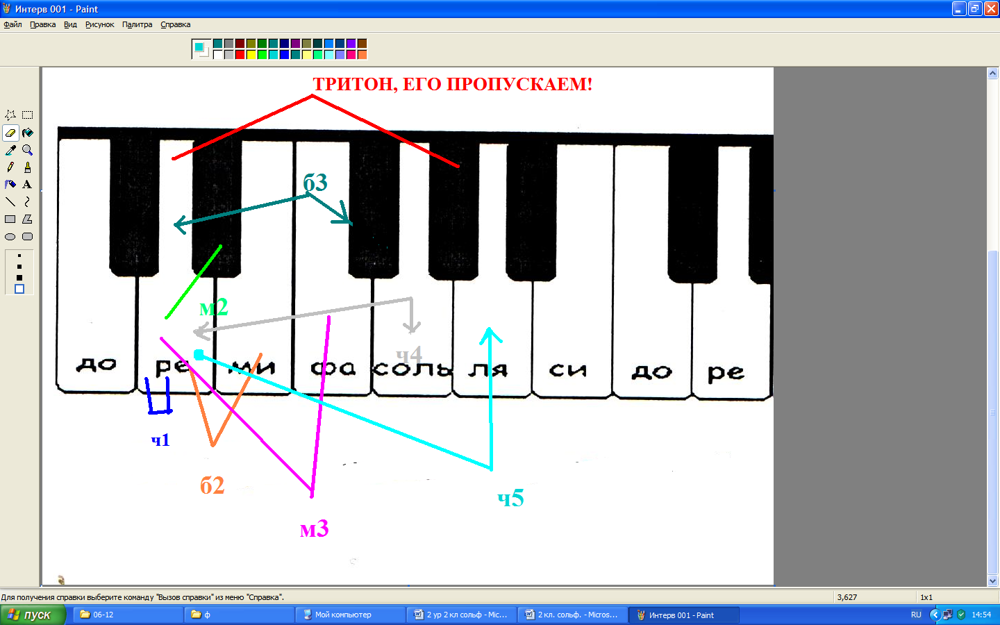 Интерв 001 - Paint
Файл Правка Вид Рисунок Палитра Справка
ТРИТОН, ЕГО ПРОПУСКАЕМ!
б3
м2
ч4
до ре ми фа соль ля си до ре
ч1
б2
ч5
м3
Для получения справки выберите команду "Вызов справки" из меню "Справка".
3,627
1x1
пуск
06-12
ф
Мой компьютер
2 ур 2 кл сольф - Mic...
2 кл. сольф. - Micros...
Интерв 001 - Paint
RU
14:54